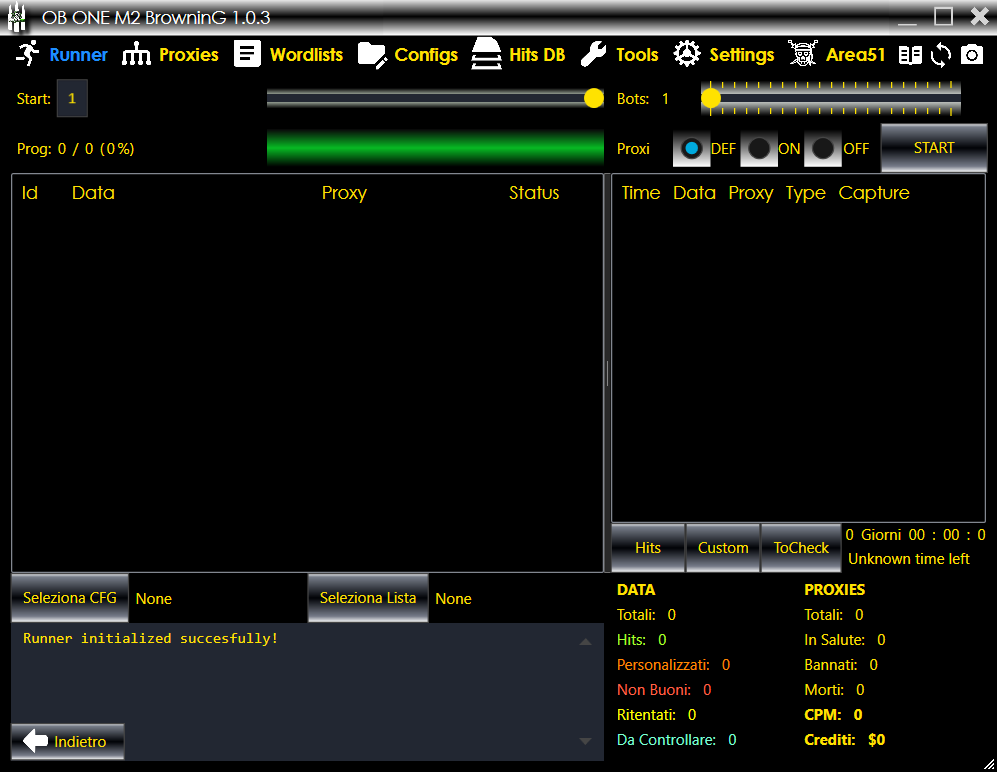 OB ONE M2 BrowninG 1.0.3
Runner Proxies Wordlists Configs Hits DB Tools Settings Area51
Start: 1 Bots: 1
Prog: 0 / 0 (0%) Proxi DEF ON OFF START
Id Data Proxy Status Time Data Proxy Type Capture
Hits Custom ToCheck 0 Giorni 00 : 00 : 0
Unknown time left
Seleziona CFG None Seleziona Lista None
Runner initialized succesfully!
Indietro
DATA
Totali: 0
Hits: 0
Personalizzati: 0
Non Buoni: 0
Ritentati: 0
Da Controllare: 0
PROXIES
Totali: 0
In Salute: 0
Bannati: 0
Morti: 0
CPM: 0
Crediti: $0